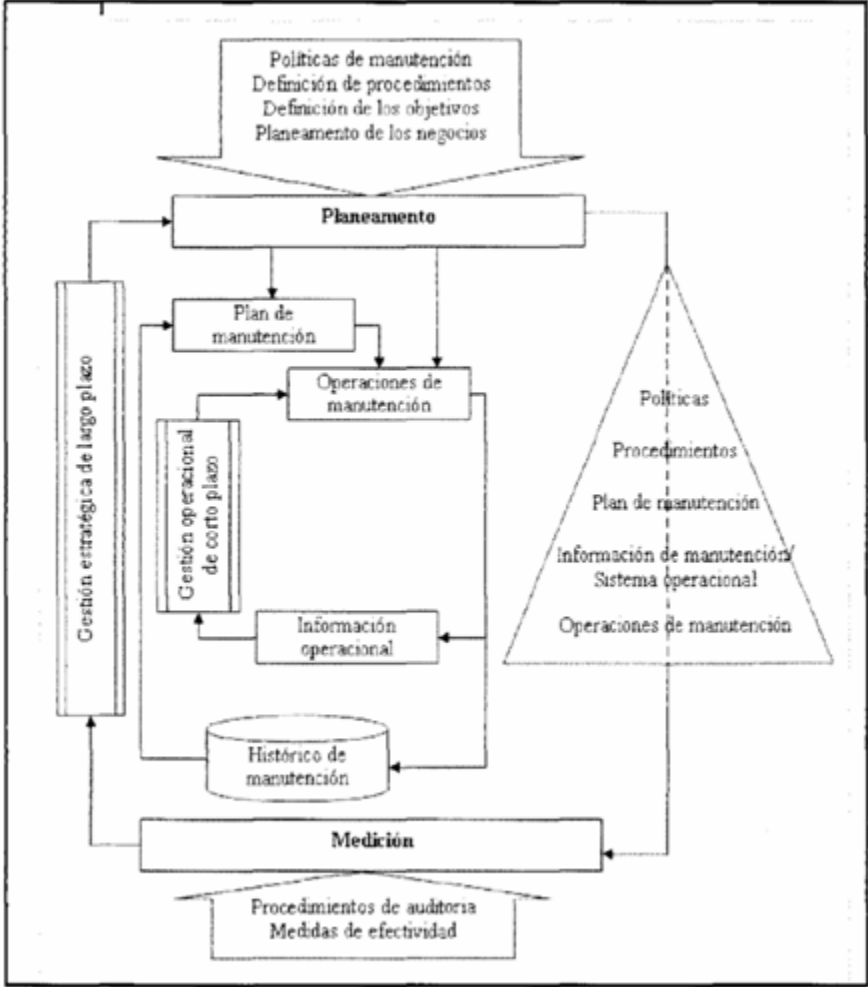 Políticas de manutención
Definición de procedimientos
Definición de los objetivos
Planeamento de los negocios
Planeamento
Plan de
manutención
Operaciones de
manutención
Gestión estratégica de largo plazo
Gestión operacional
de corto plazo
Información
operacional
Histórico de
manutención
Políticas
Procedimientos
Plan de manutención
Información de manutención/
Sistema operacional
Operaciones de manutención
Medición
Procedimientos de auditoria
Medidas de efectividad